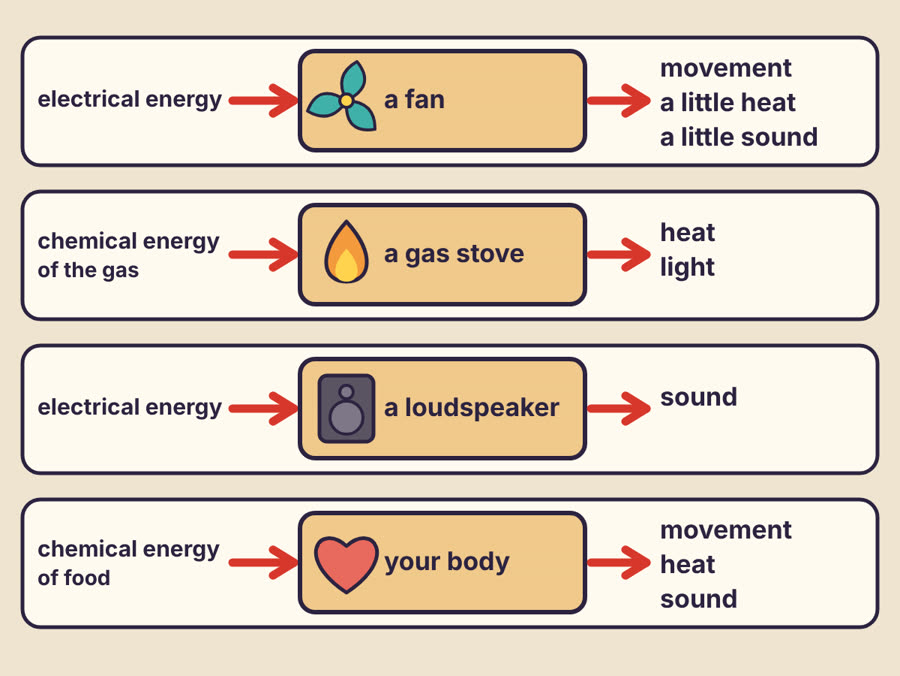 electrical energy
a fan
movement
a little heat
a little sound
chemical energy
of the gas
a gas stove
heat
light
electrical energy
a loudspeaker
sound
chemical energy
of food
your body
movement
heat
sound